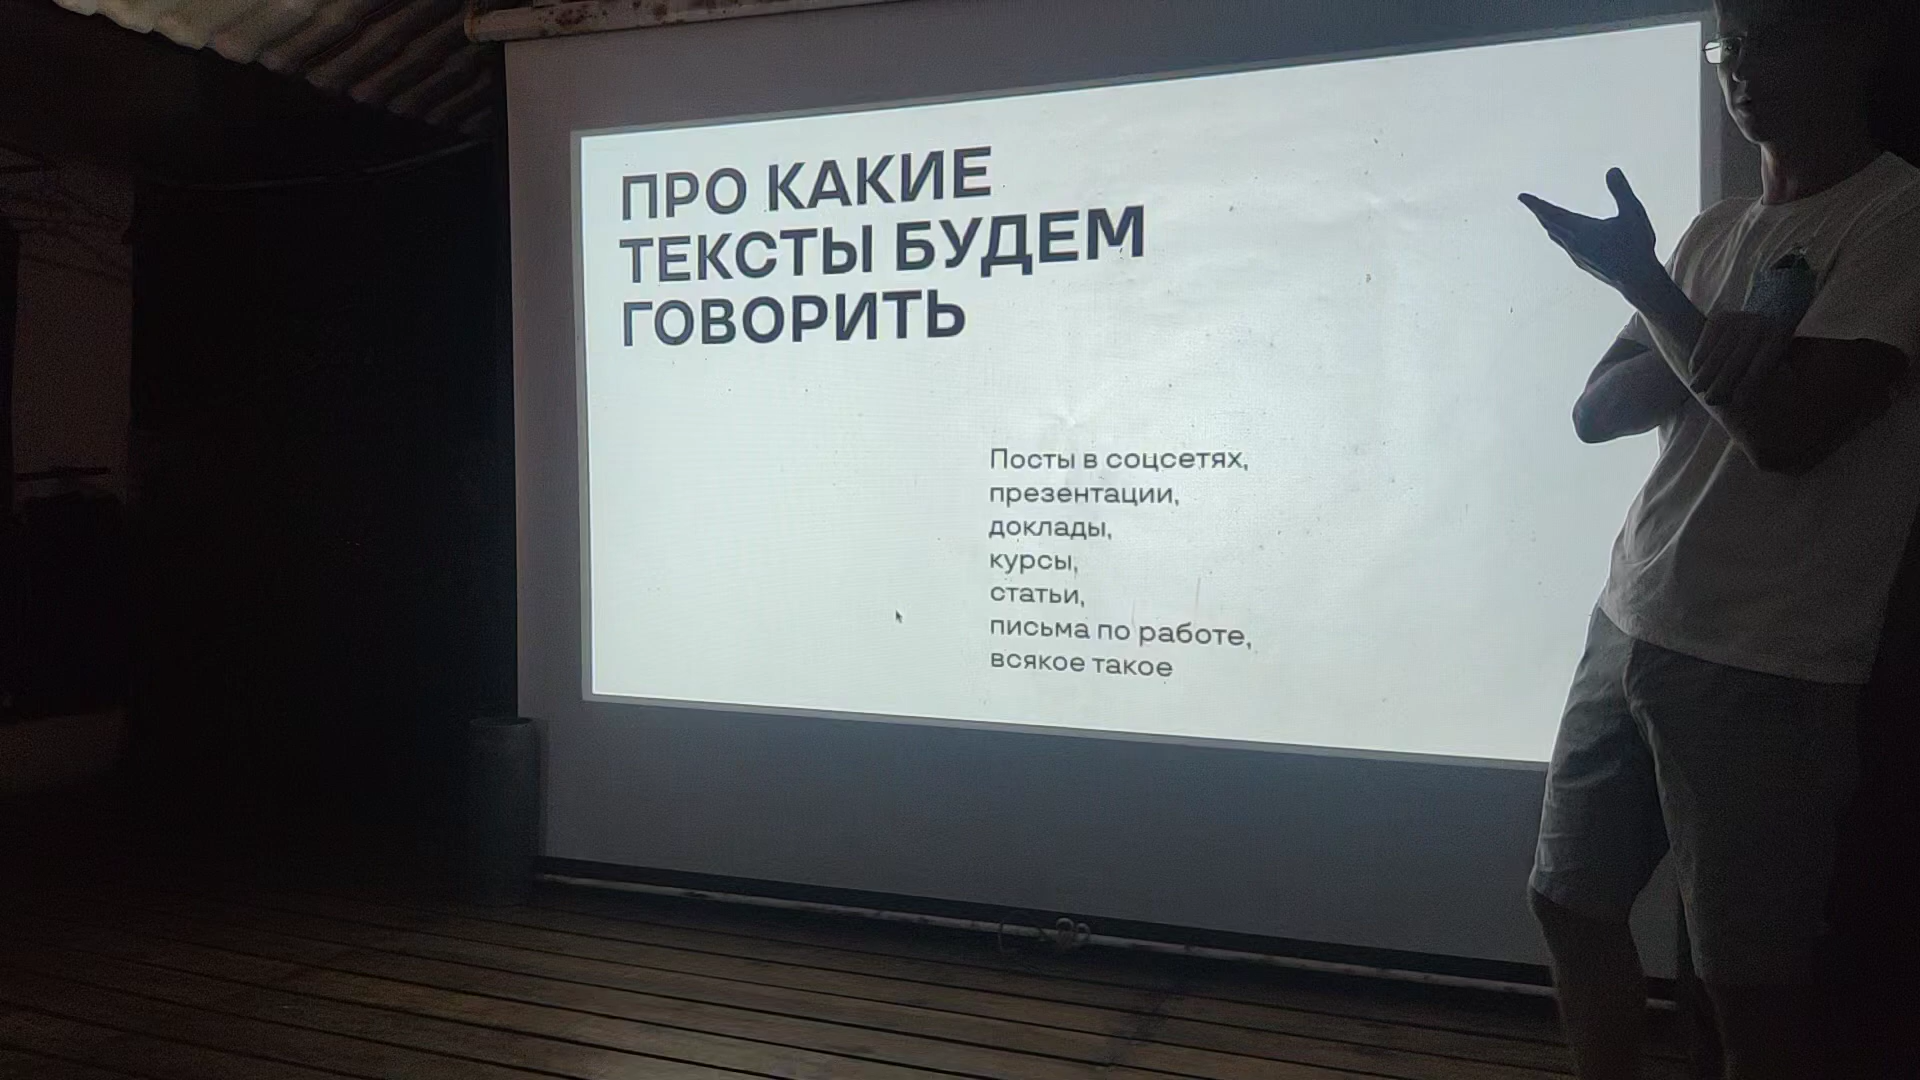 ПРО КАКИЕ
ТЕКСТЫ БУДЕМ
ГОВОРИТЬ
Посты в соцсетях,
презентации,
доклады,
курсы,
статьи,
письма по работе,
всякое такое